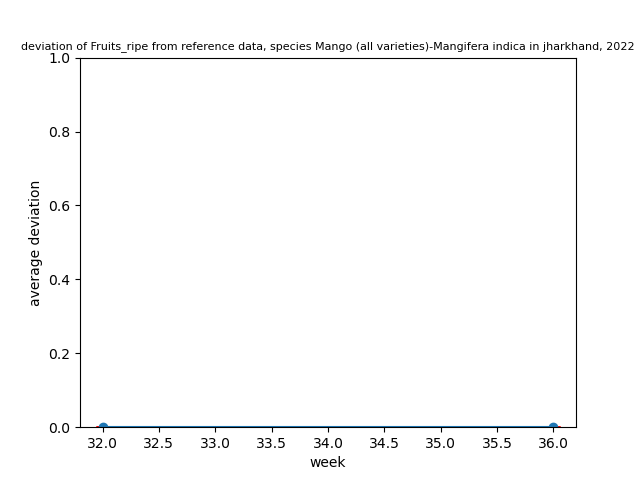 deviation of Fruits_ripe from reference data, species Mango (all varieties)-Mangifera indica in jharkhand, 2022
1.0
0.8
0.6
0.4
0.2
0.0
average deviation
32.0 32.5 33.0 33.5 34.0 34.5 35.0 35.5 36.0
week